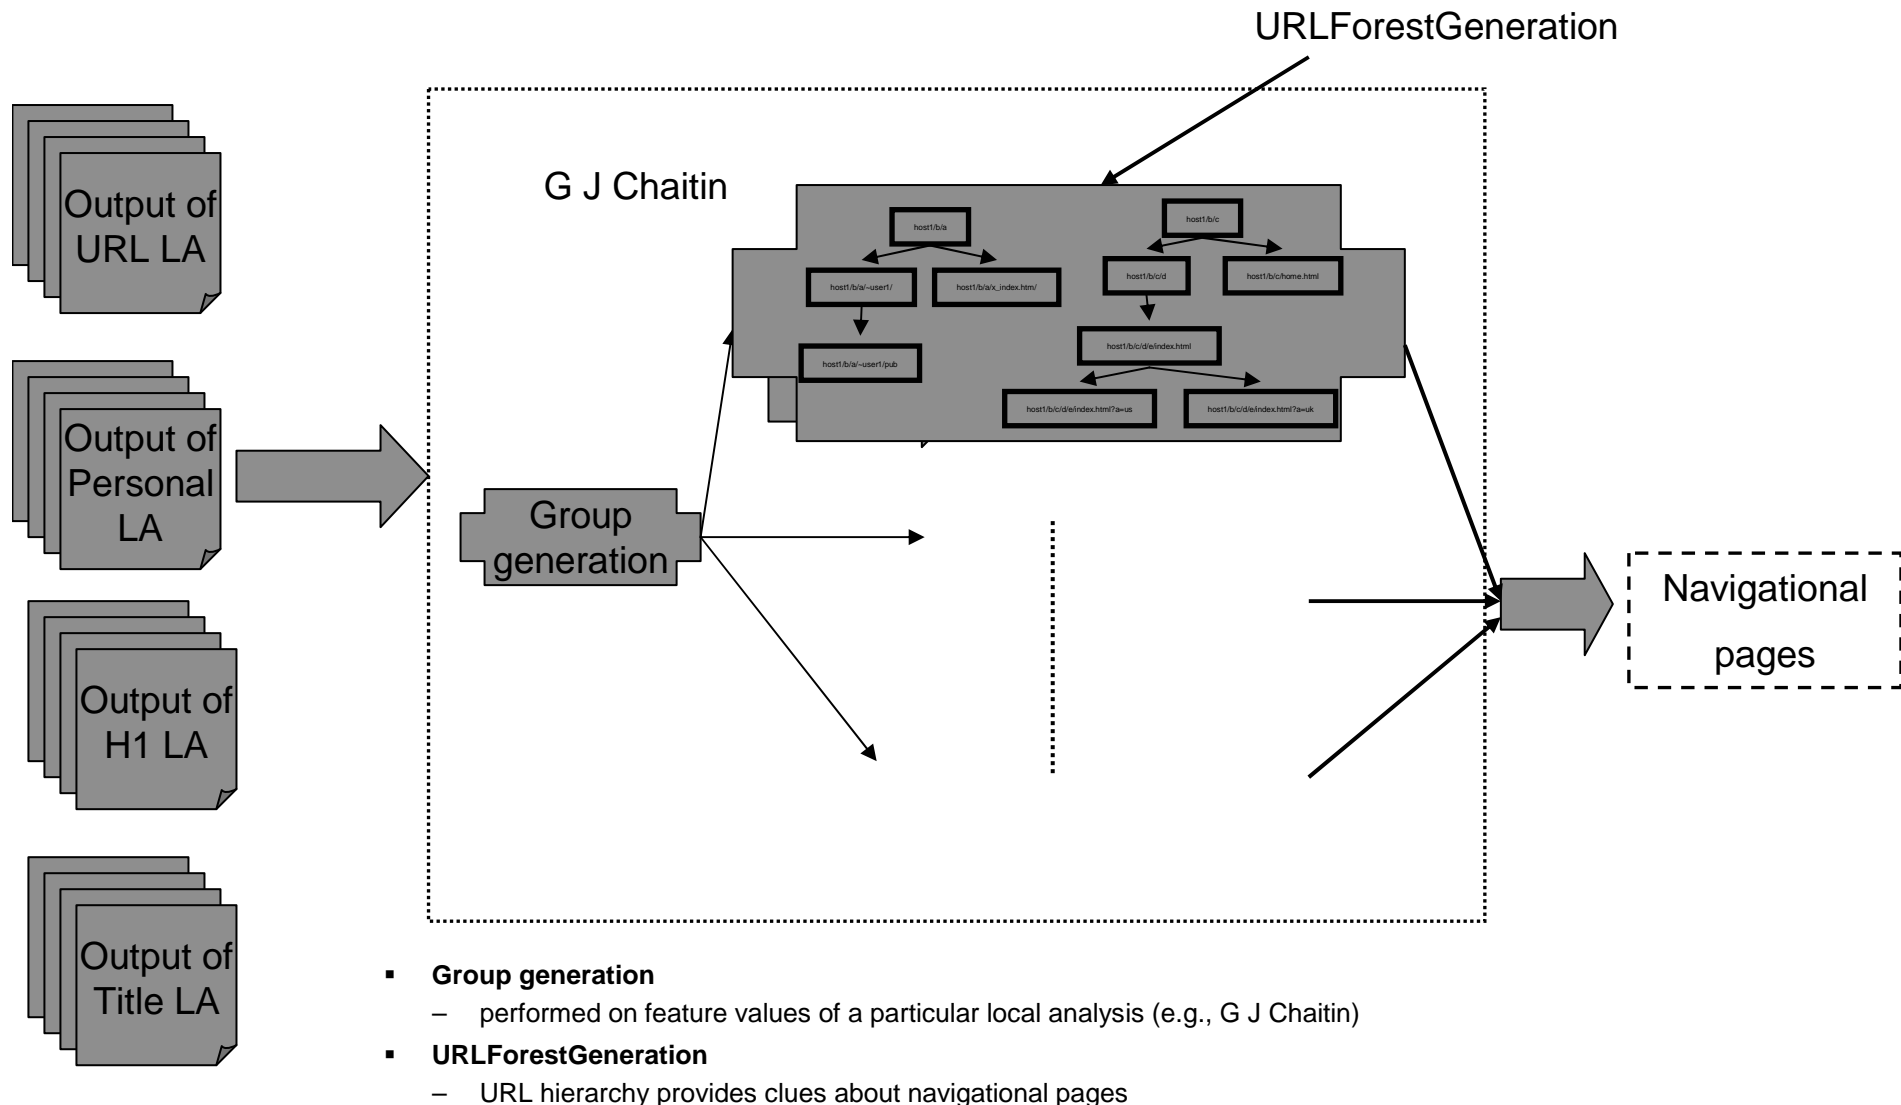 URLForestGeneration
G J Chaitin
Output of
URL LA
Output of
Personal
LA
Output of
H1 LA
Output of
Title LA
Group
generation
host1/b/a
host1/b/a/~user1/
host1/b/a/x_index.htm/
host1/b/a/~user1/pub
host1/b/c
host1/b/c/d
host1/b/c/home.html
host1/b/c/d/e/index.html
host1/b/c/d/e/index.html?a=us
host1/b/c/d/e/index.html?a=uk
Navigational
pages
▪ Group generation
– performed on feature values of a particular local analysis (e.g., G J Chaitin)
▪ URLForestGeneration
– URL hierarchy provides clues about navigational pages